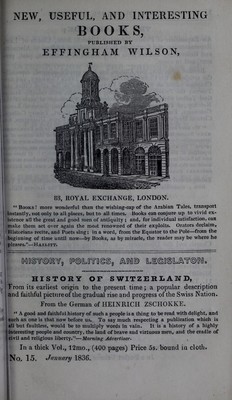 NEW, USEFUL, AND INTERESTING
BOOKS,
PUBLISHED BY
EFFINGHAM WILSON,
88, ROYAL EXCHANGE, LONDON.
"BOOKS! more wonderful than the wishing-cap of the Arabian Tales, transport
instantly, not only to all places, but to all times. Books can conjure up to vivid ex-
istence all the great and good men of antiquity; and, for individual satisfaction, can
make them act over again the most renowned of their exploits. Orators declaim,
Historians recite, and Poets sing: in a word, from the Equator to the Pole—from the
beginning of time until now—by Books, as by miracle, the reader may be where he
pleases."—HAZLITT.
HISTORY, POLITICS, AND LEGISLATON.
HISTORY OF SWITZERLAND,
From its earliest origin to the present time; a popular description
and faithful picture of the gradual rise and progress of the Swiss Nation.
From the German of HEINRICH ZSCHOKKE.
"A good and faithful history of such a people is a thing to be read with delight, and
such an one is that now before us. To say much respecting a publication which is
all but faultless, would be to multiply words in vain. It is a history of a highly
interesting people and country, the land of brave and virtuous men, and the cradle of
civil and religious liberty."—Morning Advertiser.
In a thick Vol., 12mo., (400 pages) Price 5s. bound in cloth.
No. 15. January 1836.